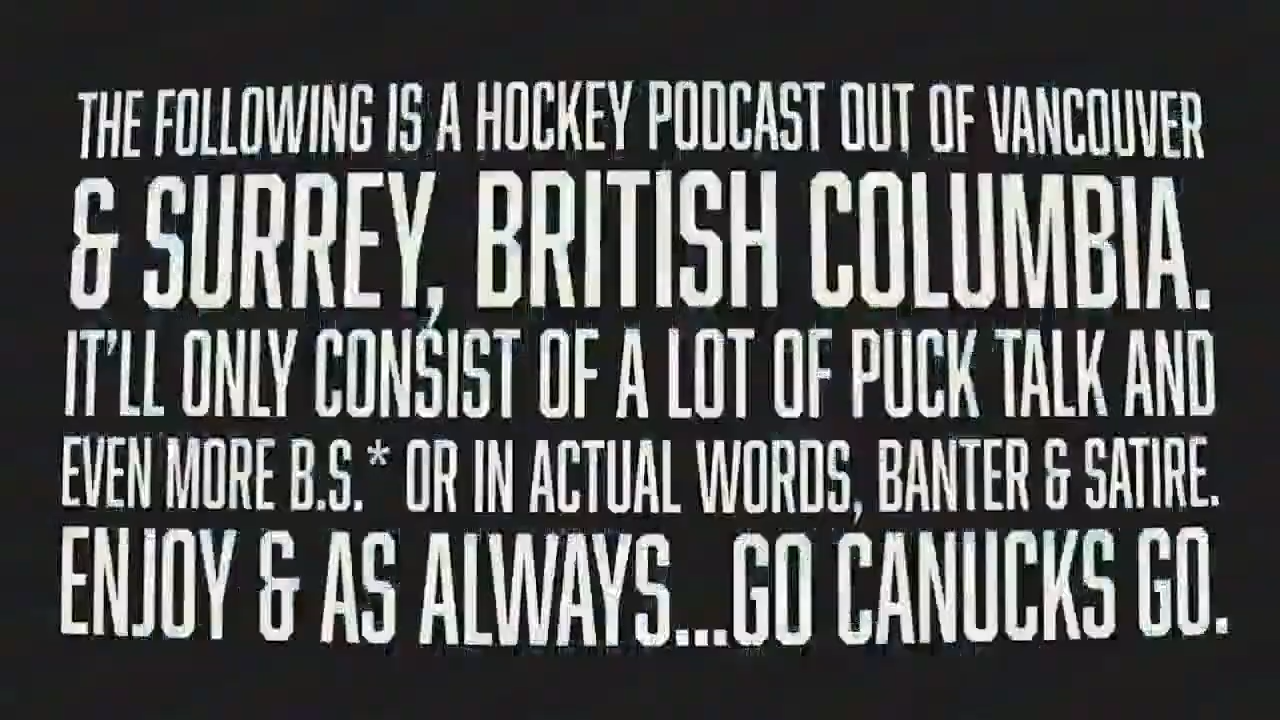 THE FOLLOWING IS A HOCKEY PODCAST OUT OF VANCOUVER
& SURREY, BRITISH COLUMBIA.
IT'LL ONLY CONSIST OF A LOT OF PUCK TALK AND
EVEN MORE B.S.* OR IN ACTUAL WORDS, BANTER & SATIRE.
ENJOY & AS ALWAYS...GO CANUCKS GO.